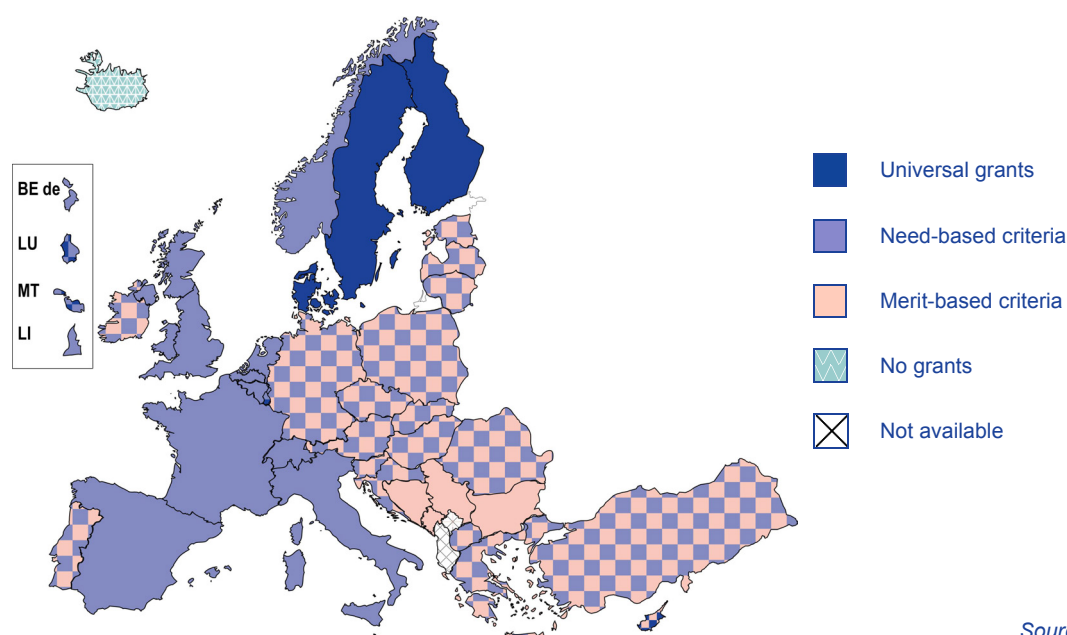 BE de
LU
MT
LI
Universal grants
Need-based criteria
Merit-based criteria
No grants
Not available